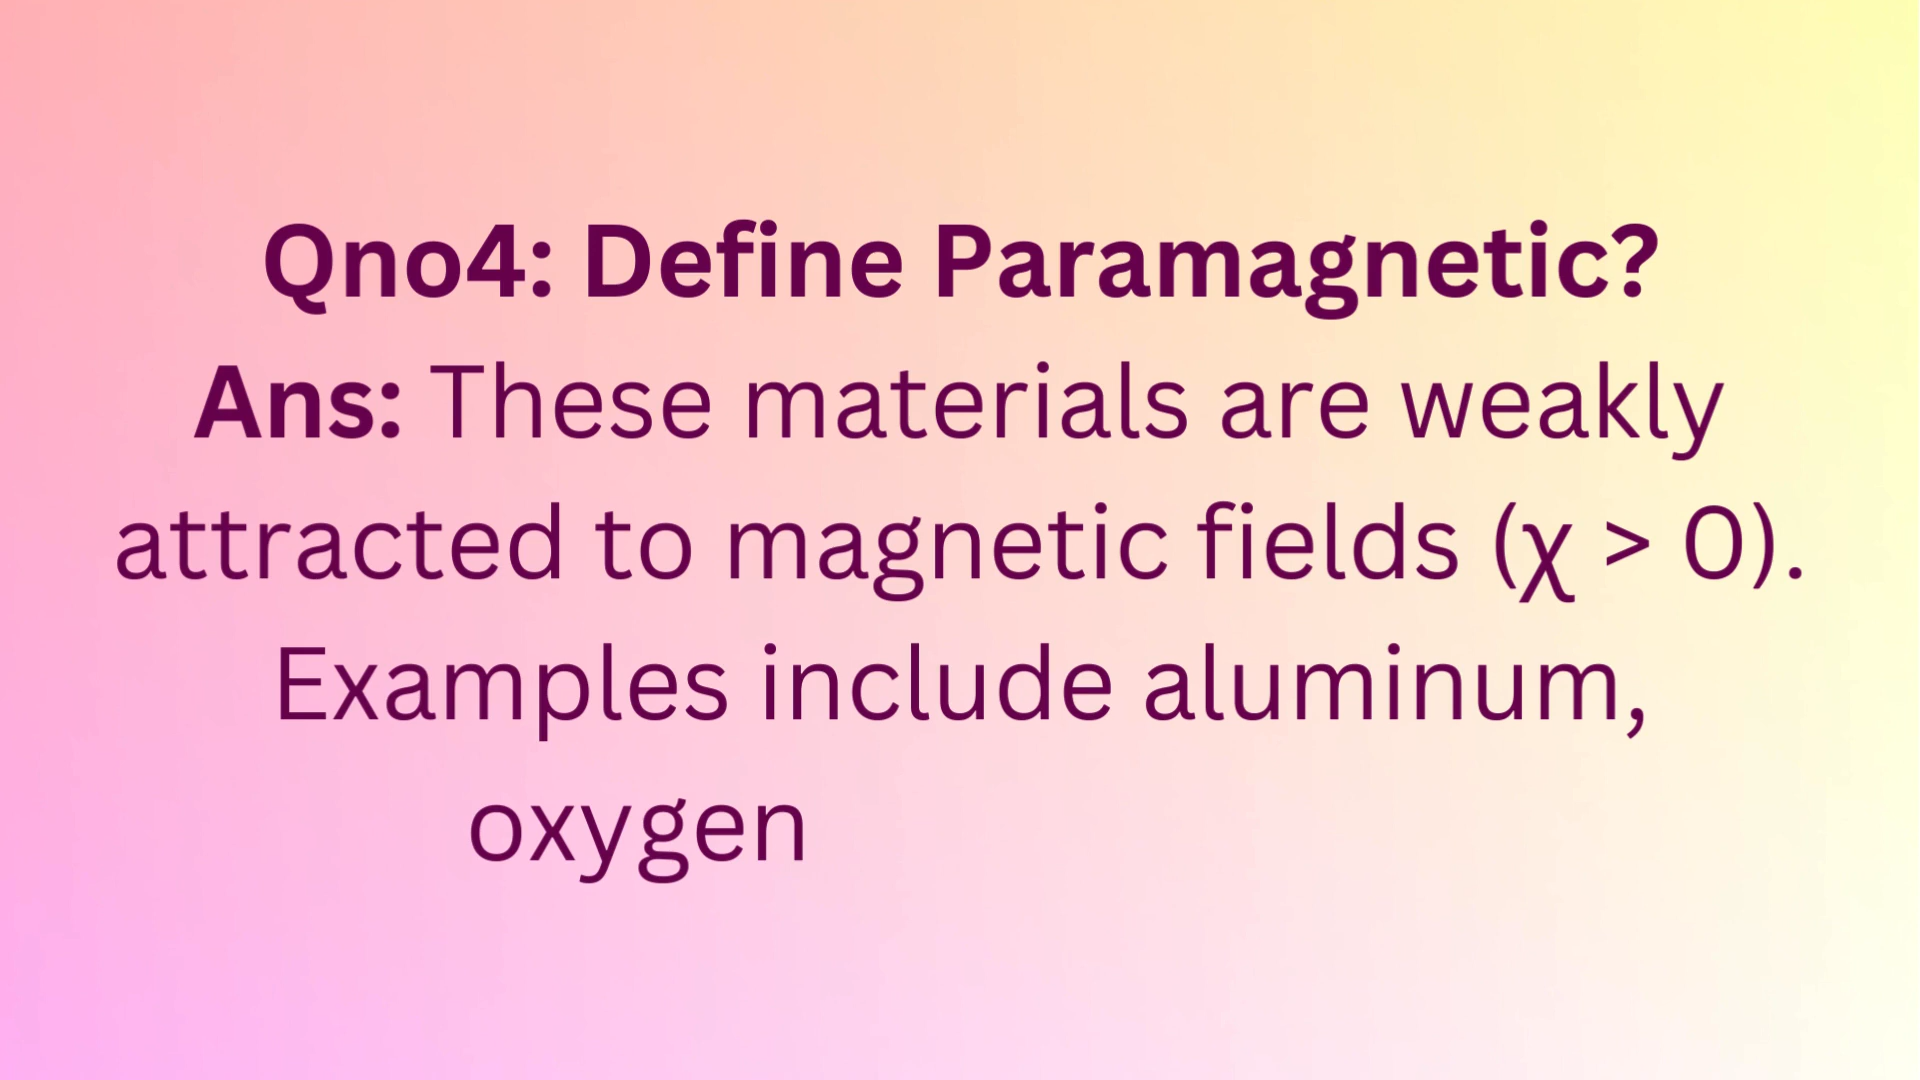 Qno4: Define Paramagnetic?
Ans: These materials are weakly
attracted to magnetic fields (χ > 0).
Examples include aluminum,
oxygen